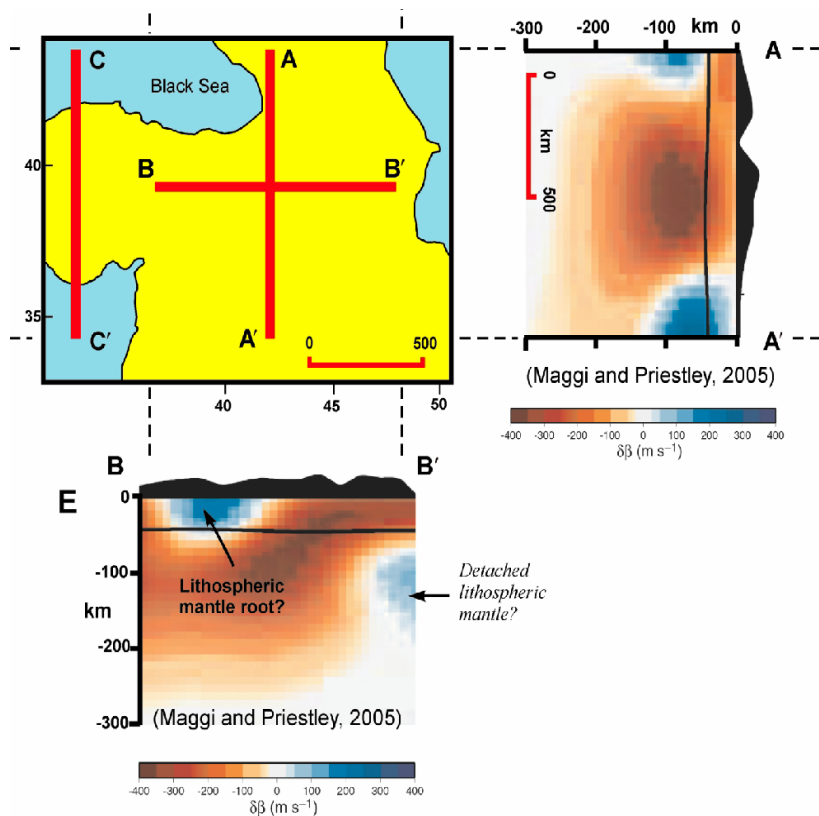 C
A
Black Sea
B
B′
C′
A′
0
500
40
35
40
45
50
-300
-200
-100
km
0
A
0
km
500
A′
(Maggi and Priestley, 2005)
-400 -300 -200 -100 0 100 200 300 400
δβ (m s⁻¹)
B
B′
E
0
-100
km
-200
-300
Lithospheric
mantle root?
Detached
lithospheric
mantle?
(Maggi and Priestley, 2005)
-400 -300 -200 -100 0 100 200 300 400
δβ (m s⁻¹)